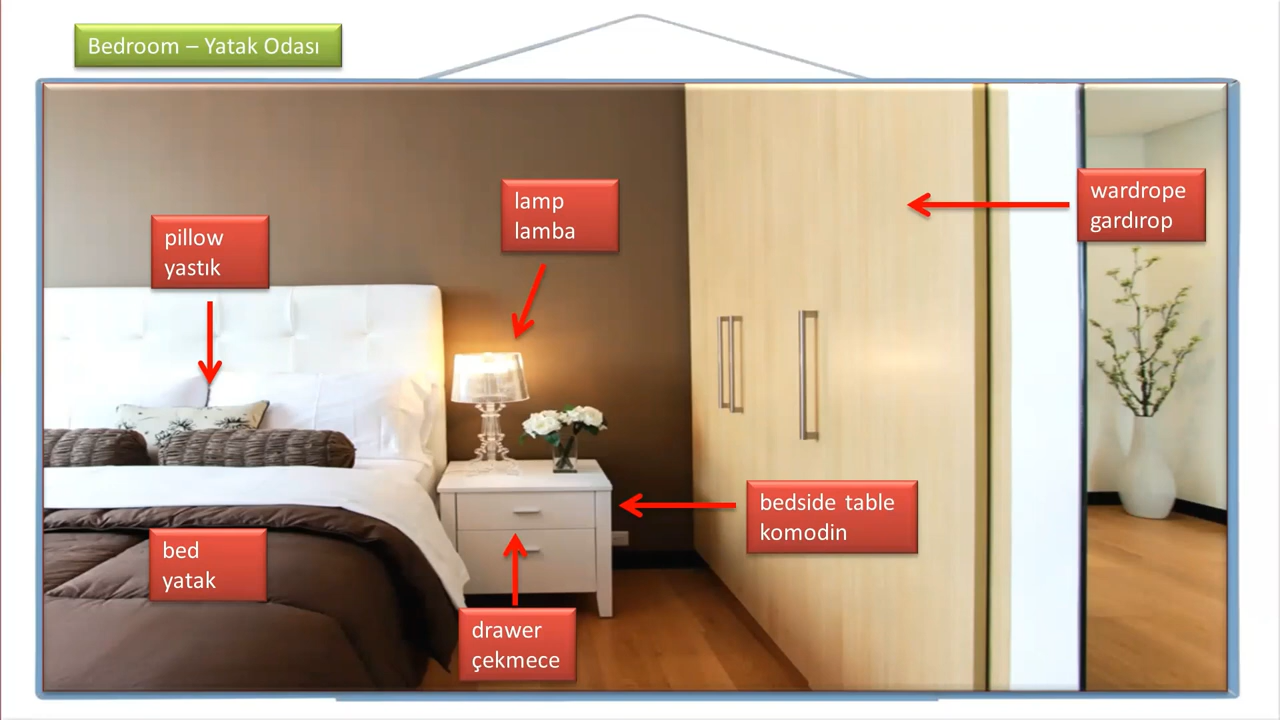 Bedroom – Yatak Odası
lamp
lamba
wardrope
gardırop
pillow
yastık
bedside table
komodin
bed
yatak
drawer
çekmece